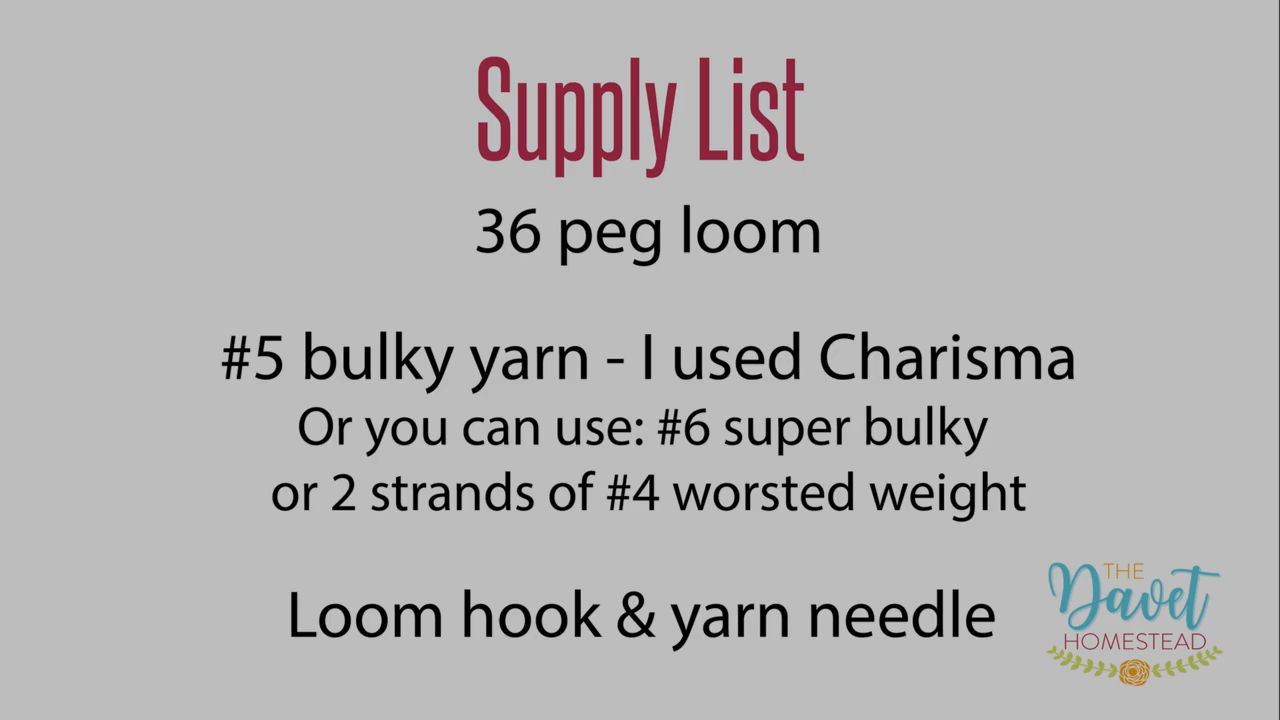 Supply List
36 peg loom
#5 bulky yarn - I used Charisma
Or you can use: #6 super bulky
or 2 strands of #4 worsted weight
Loom hook & yarn needle
THE
Davet
HOMESTEAD